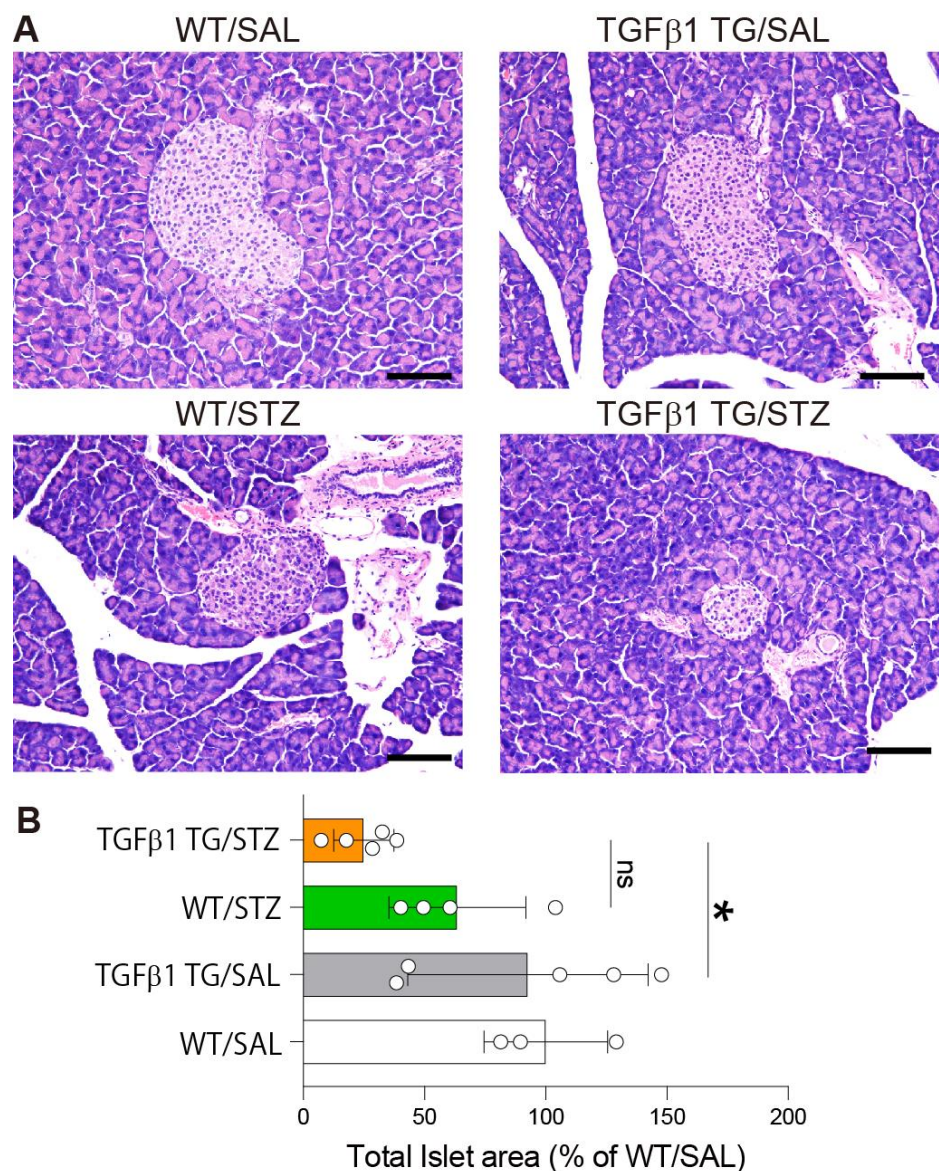 A
WT/SAL
TGFβ1 TG/SAL
WT/STZ
TGFβ1 TG/STZ
B
TGFβ1 TG/STZ
WT/STZ
TGFβ1 TG/SAL
WT/SAL
ns
*
0 50 100 150 200
Total Islet area (% of WT/SAL)